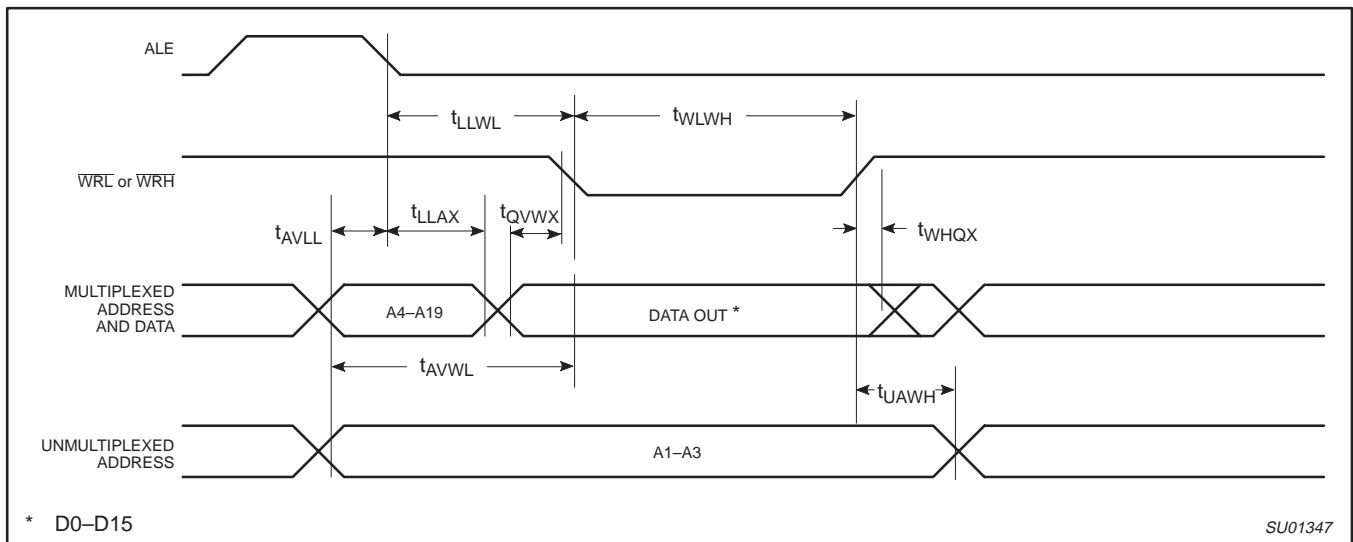 ALE
tLLWL
tWLWH
WRL or WRH
tAVLL
tLLAX
tQVWX
tWHQX
MULTIPLEXED
ADDRESS
AND DATA
A4–A19
DATA OUT *
tAVWL
tUAWH
UNMULTIPLEXED
ADDRESS
A1–A3
* D0–D15
SU01347